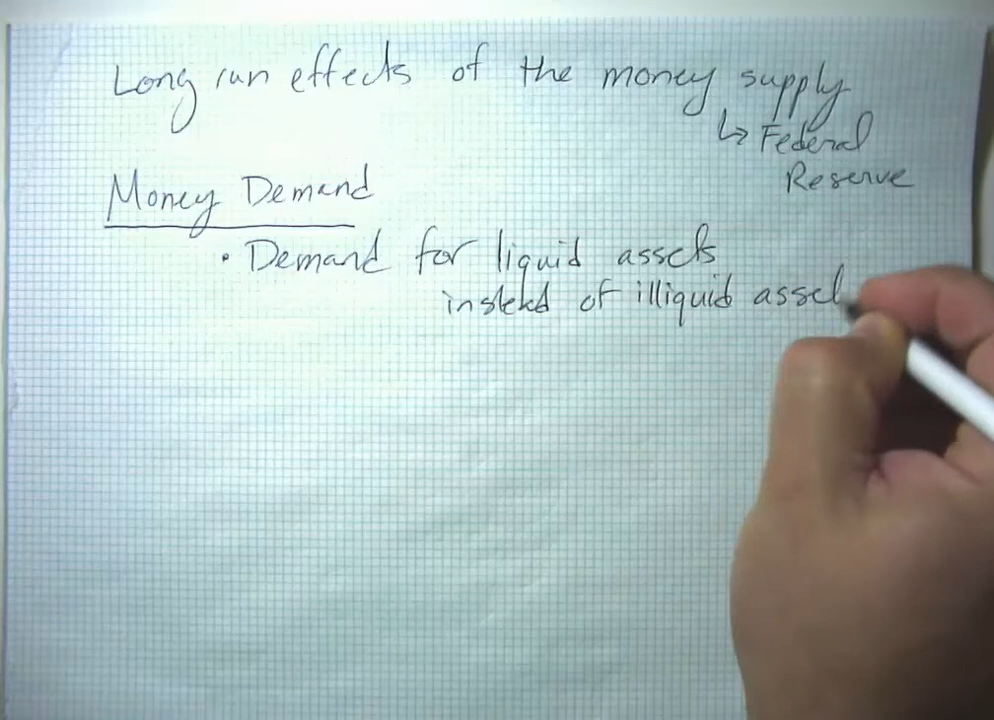 Long run effects of the money supply
↳ Federal
Reserve
Money Demand
• Demand for liquid assets
instead of illiquid asset